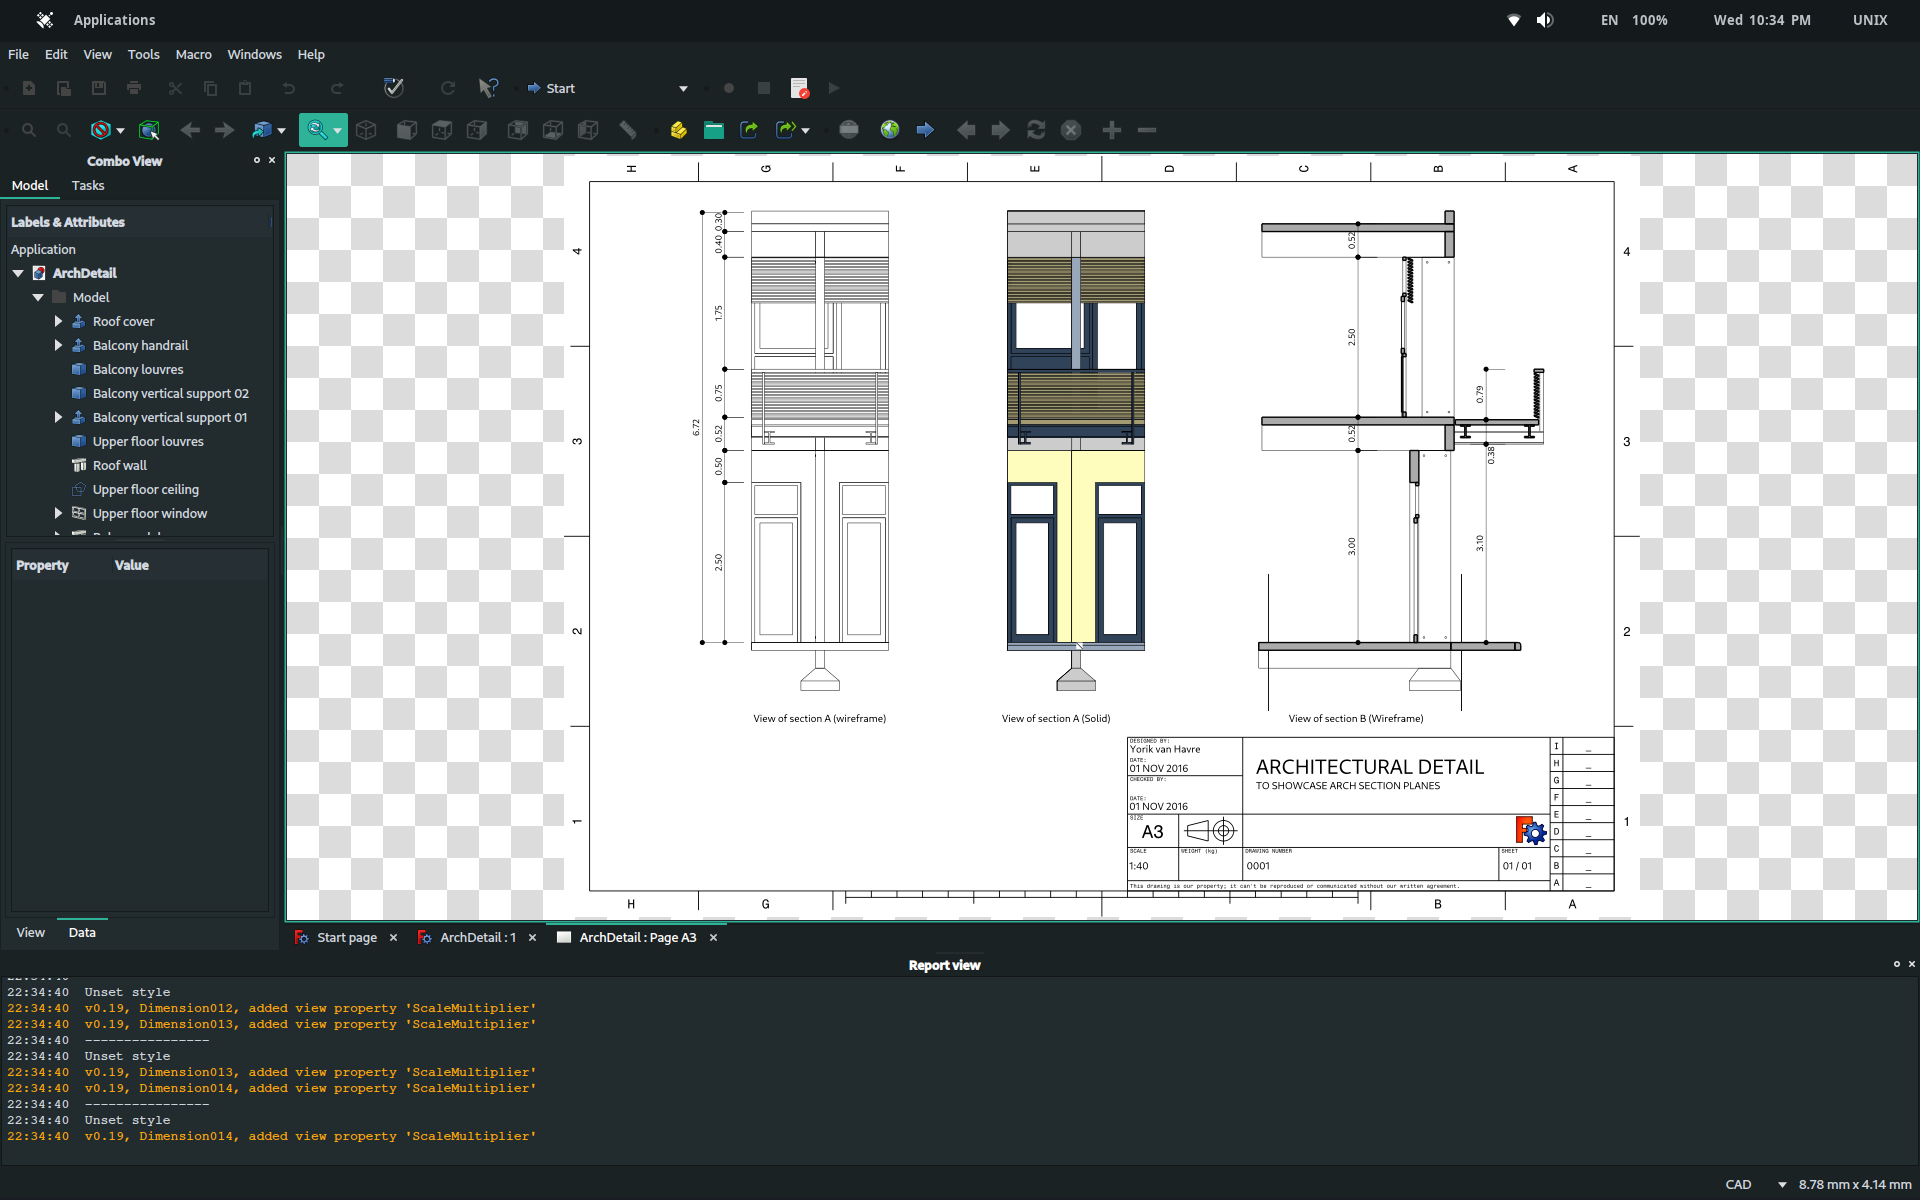 Applications
EN 100% Wed 10:34 PM UNIX
File Edit View Tools Macro Windows Help
Start
Combo View
Model Tasks
Labels & Attributes
Application
ArchDetail
Model
Roof cover
Balcony handrail
Balcony louvres
Balcony vertical support 02
Balcony vertical support 01
Upper floor louvres
Roof wall
Upper floor ceiling
Upper floor window
Property Value
View Data
H G F E D C B A
4 4
3
2 2
1 1
3
0.30
0.40
1.75
0.75
0.52
0.50
2.50
6.72
0.52
2.50
0.52
3.00
0.79
0.38
3.10
View of section A (wireframe) View of section A (Solid) View of section B (Wireframe)
DESIGNED BY:
Yorik van Havre
DATE:
01 NOV 2016
CHECKED BY:
DATE:
01 NOV 2016
ARCHITECTURAL DETAIL
TO SHOWCASE ARCH SECTION PLANES
SIZE
A3
SCALE WEIGHT (kg) DRAWING NUMBER SHEET
1:40 0001 01 / 01
This drawing is our property; it can't be reproduced or communicated without our written agreement.
I _
H _
G _
F _
E _
D _
C _
B _
A _
H G B A
Start page ArchDetail : 1 ArchDetail : Page A3
Report view
22:34:40 Unset style
22:34:40 v0.19, Dimension012, added view property 'ScaleMultiplier'
22:34:40 v0.19, Dimension013, added view property 'ScaleMultiplier'
22:34:40 ----------------
22:34:40 Unset style
22:34:40 v0.19, Dimension013, added view property 'ScaleMultiplier'
22:34:40 v0.19, Dimension014, added view property 'ScaleMultiplier'
22:34:40 ----------------
22:34:40 Unset style
22:34:40 v0.19, Dimension014, added view property 'ScaleMultiplier'
CAD 8.78 mm x 4.14 mm